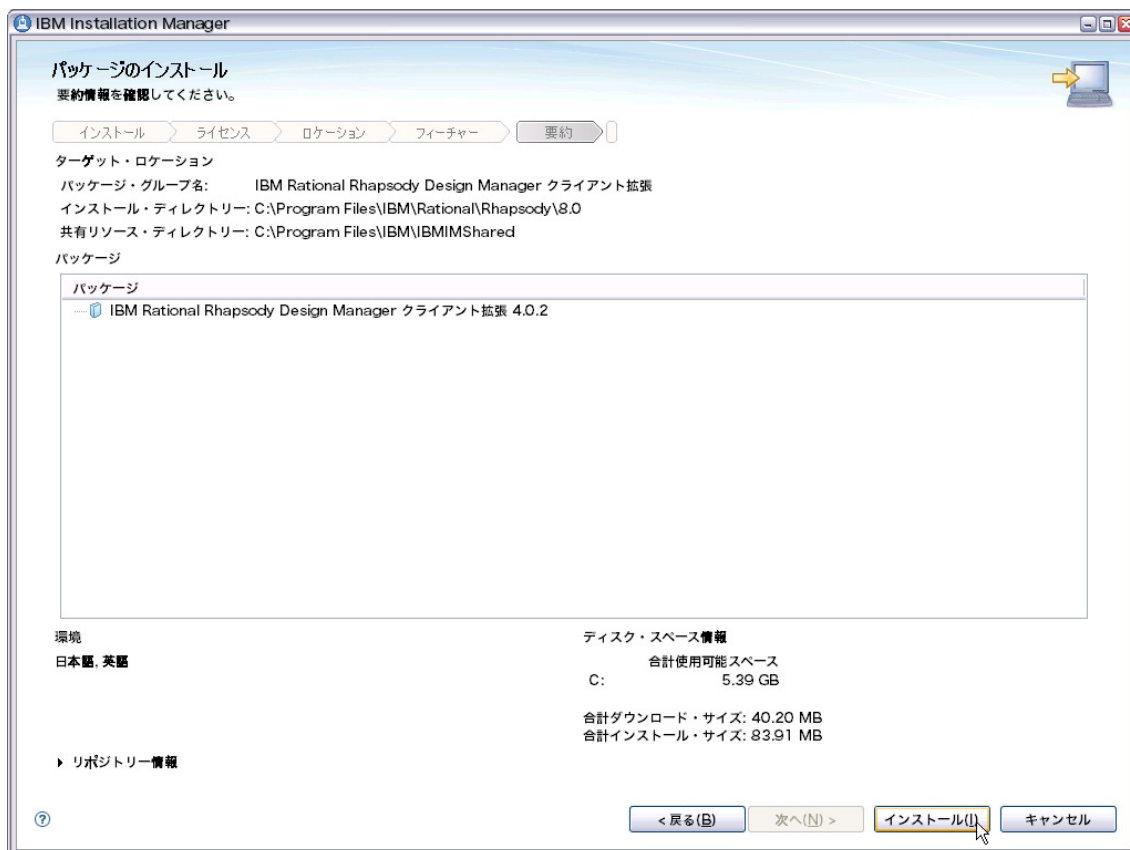 IBM Installation Manager
パッケージのインストール
要約情報を確認してください。
インストール ライセンス ロケーション フィーチャー 要約
ターゲット・ロケーション
パッケージ・グループ名: IBM Rational Rhapsody Design Manager クライアント拡張
インストール・ディレクトリー: C:\Program Files\IBM\Rational\Rhapsody\8.0
共有リソース・ディレクトリー: C:\Program Files\IBM\IBMIMShared
パッケージ
パッケージ
IBM Rational Rhapsody Design Manager クライアント拡張 4.0.2
環境
日本語, 英語
ディスク・スペース情報
合計使用可能スペース
C: 5.39 GB
合計ダウンロード・サイズ: 40.20 MB
合計インストール・サイズ: 83.91 MB
リポジトリー情報
?
< 戻る(B) 次へ(N) > インストール(I) キャンセル